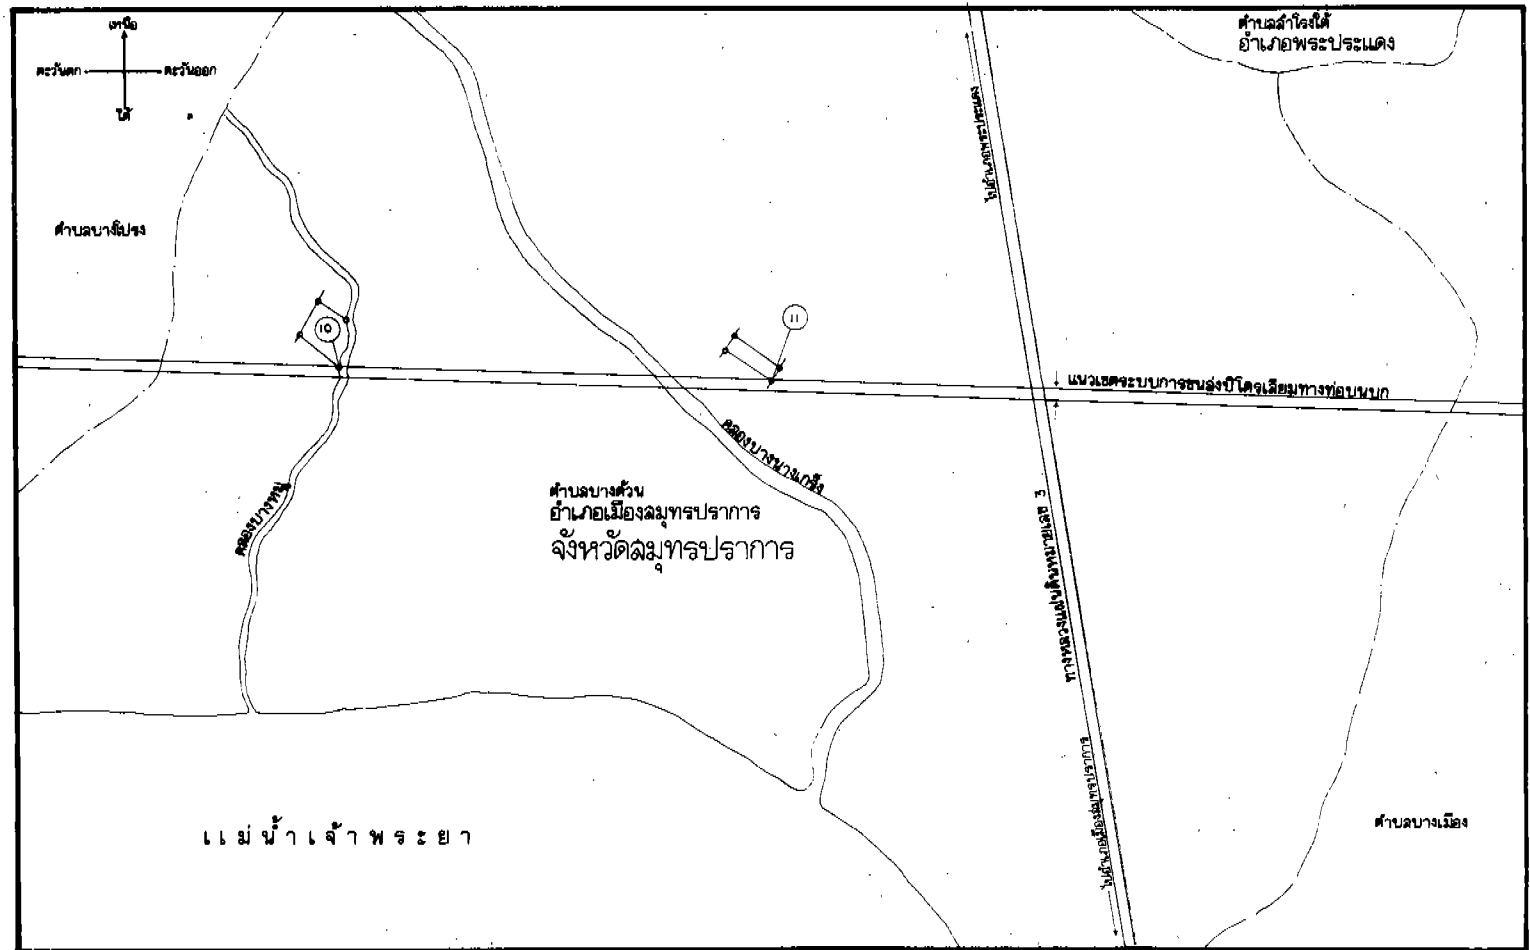 เหนือ
ตะวันตก
ตะวันออก
ใต้
ตำบลสำโรงใต้
อำเภอพระประแดง
ไปอำเภอพระประแดง
ตำบลบางโปรง
10
11
แนวเขตระบบการขนส่งปิโตรเลียมทางท่อบนบก
คลองบางนางเกร็ง
คลองบางหมู
ตำบลบางด้วน
อำเภอเมืองสมุทรปราการ
จังหวัดสมุทรปราการ
ทางหลวงแผ่นดินหมายเลข 3
ไปอำเภอเมืองสมุทรปราการ
แม่น้ำเจ้าพระยา
ตำบลบางเมือง